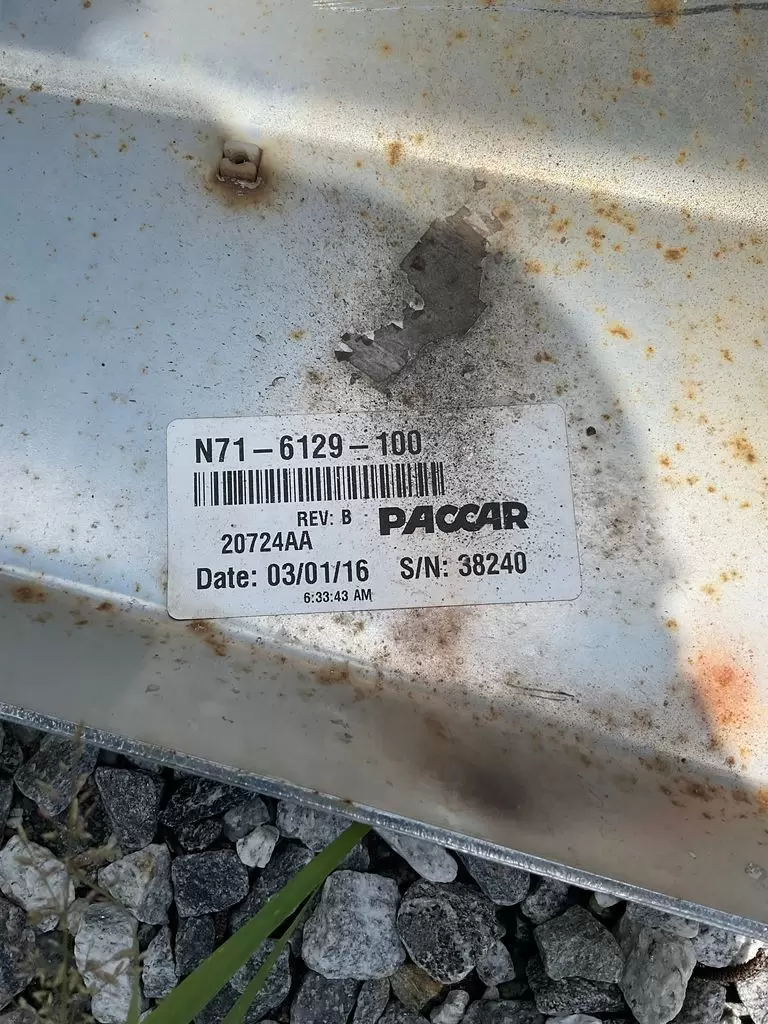 N71-6129-100
REV: B PACCAR
20724AA
Date: 03/01/16 S/N: 38240
6:33:43 AM